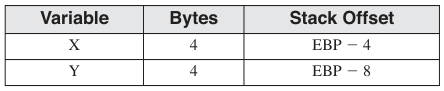 Variable Bytes Stack Offset
X 4 EBP − 4
Y 4 EBP − 8